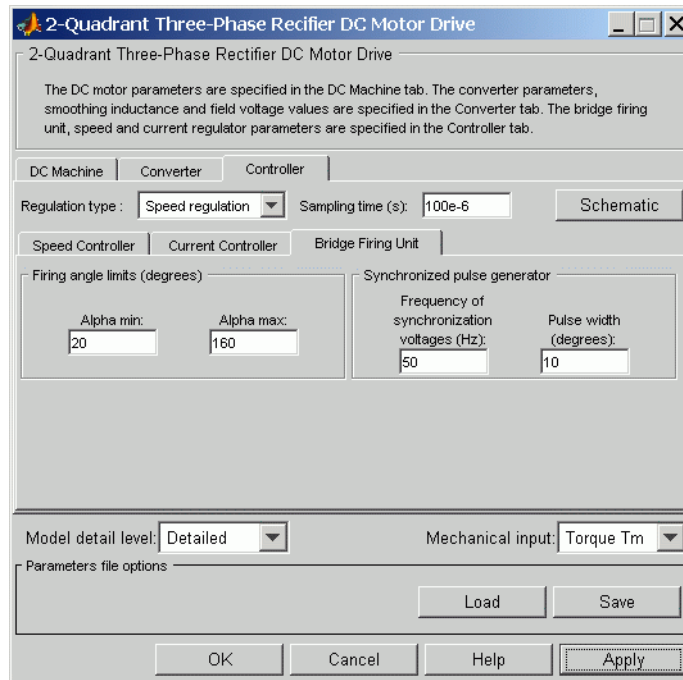 2-Quadrant Three-Phase Recifier DC Motor Drive
2-Quadrant Three-Phase Rectifier DC Motor Drive
The DC motor parameters are specified in the DC Machine tab. The converter parameters,
smoothing inductance and field voltage values are specified in the Converter tab. The bridge firing
unit, speed and current regulator parameters are specified in the Controller tab.
DC Machine Converter Controller
Regulation type : Speed regulation Sampling time (s): 100e-6 Schematic
Speed Controller Current Controller Bridge Firing Unit
Firing angle limits (degrees)
Alpha min:
20
Alpha max:
160
Synchronized pulse generator
Frequency of
synchronization
voltages (Hz):
50
Pulse width
(degrees):
10
Model detail level: Detailed Mechanical input: Torque Tm
Parameters file options
Load Save
OK Cancel Help Apply